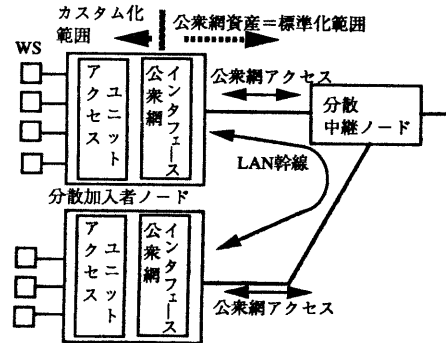 カスタム化
範囲
公衆網資産＝標準化範囲
WS
アクセス
ユニット
公衆網
インタフェース
公衆網アクセス
分散
中継ノード
LAN幹線
分散加入者ノード
アクセス
ユニット
公衆網
インタフェース
公衆網アクセス